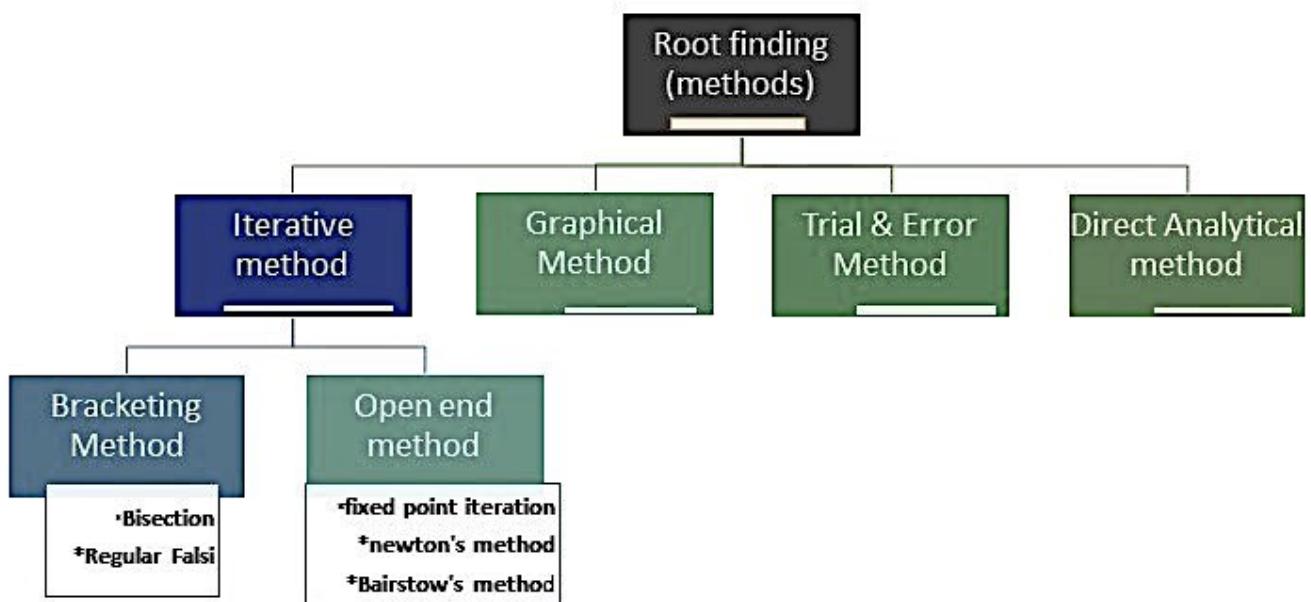 Root finding
(methods)
Iterative
method
Graphical
Method
Trial & Error
Method
Direct Analytical
method
Bracketing
Method
Open end
method
•Bisection
*Regular Falsi
•fixed point iteration
*newton's method
*Bairstow's method